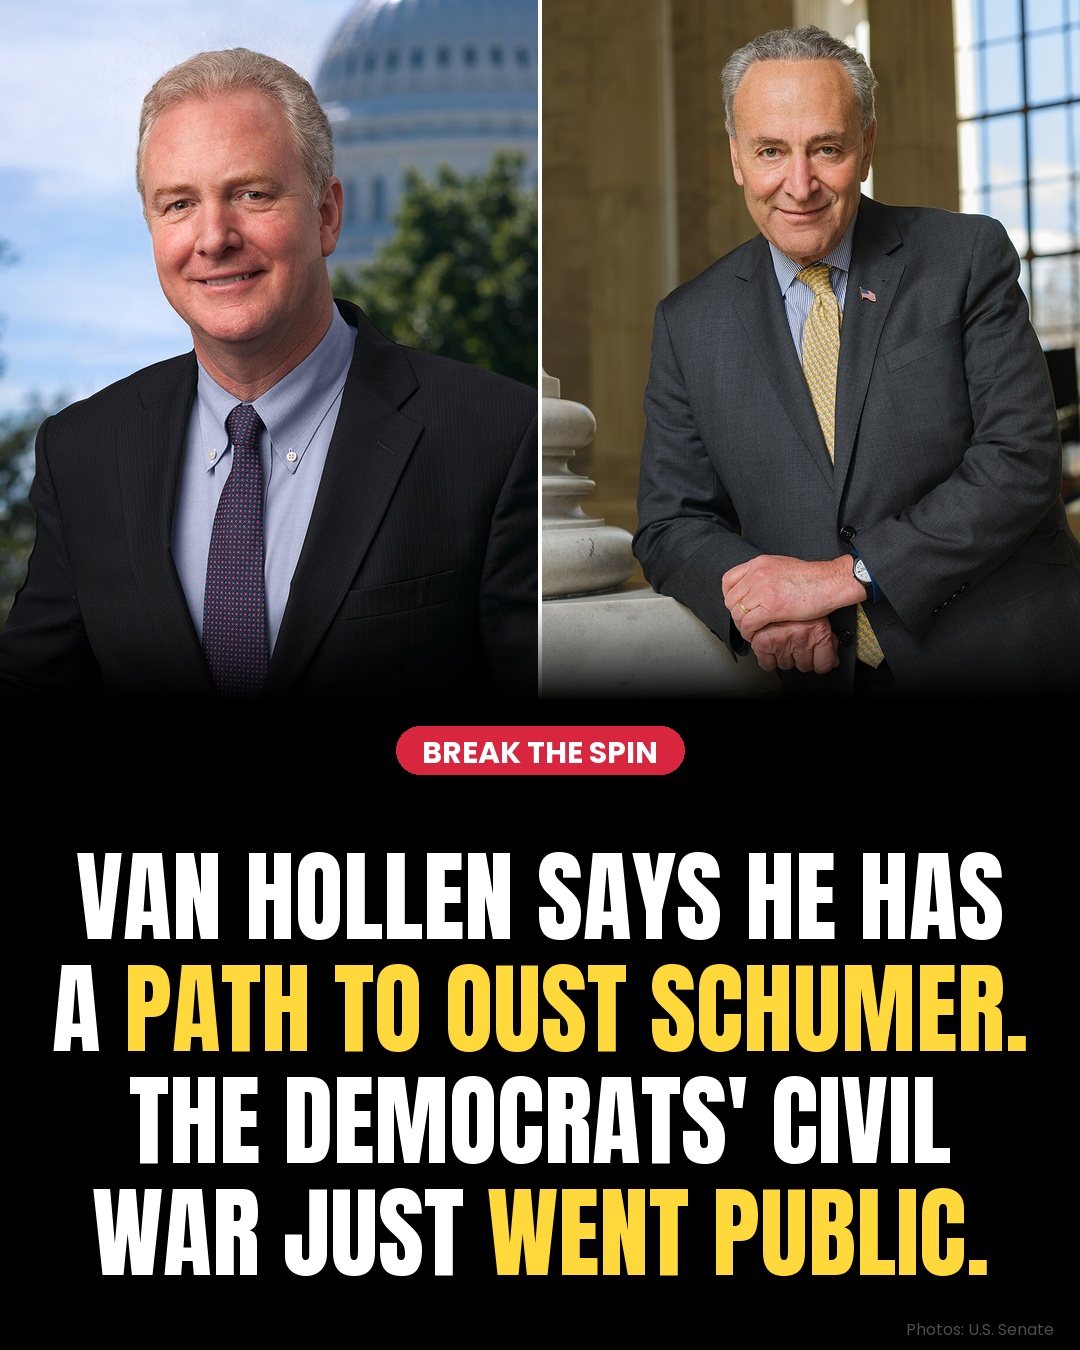 BREAK THE SPIN
VAN HOLLEN SAYS HE HAS
A PATH TO OUST SCHUMER.
THE DEMOCRATS' CIVIL
WAR JUST WENT PUBLIC.
Photos: U.S. Senate